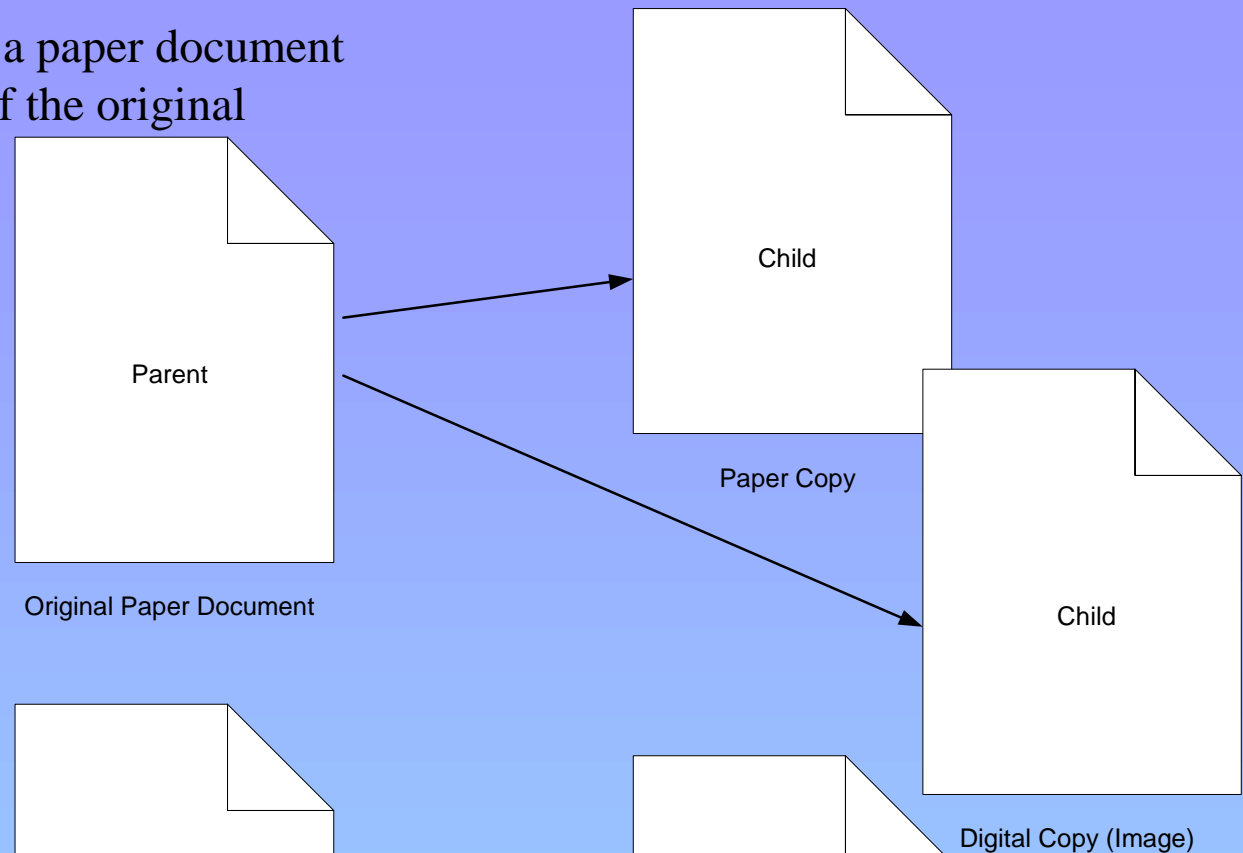 a paper document
f the original
Child
Parent
Paper Copy
Original Paper Document
Child
Digital Copy (Image)